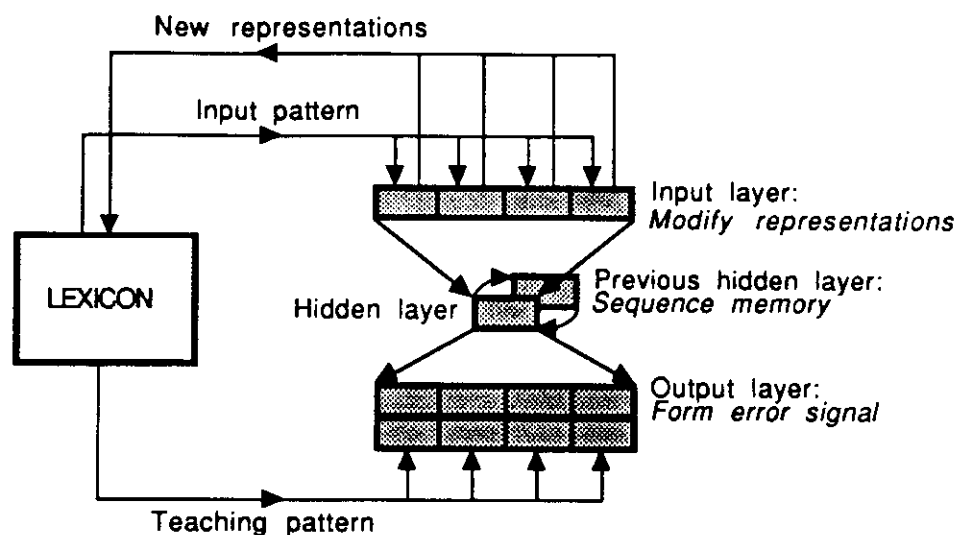 New representations
Input pattern
Input layer:
Modify representations
LEXICON
Previous hidden layer:
Sequence memory
Hidden layer
Output layer:
Form error signal
Teaching pattern